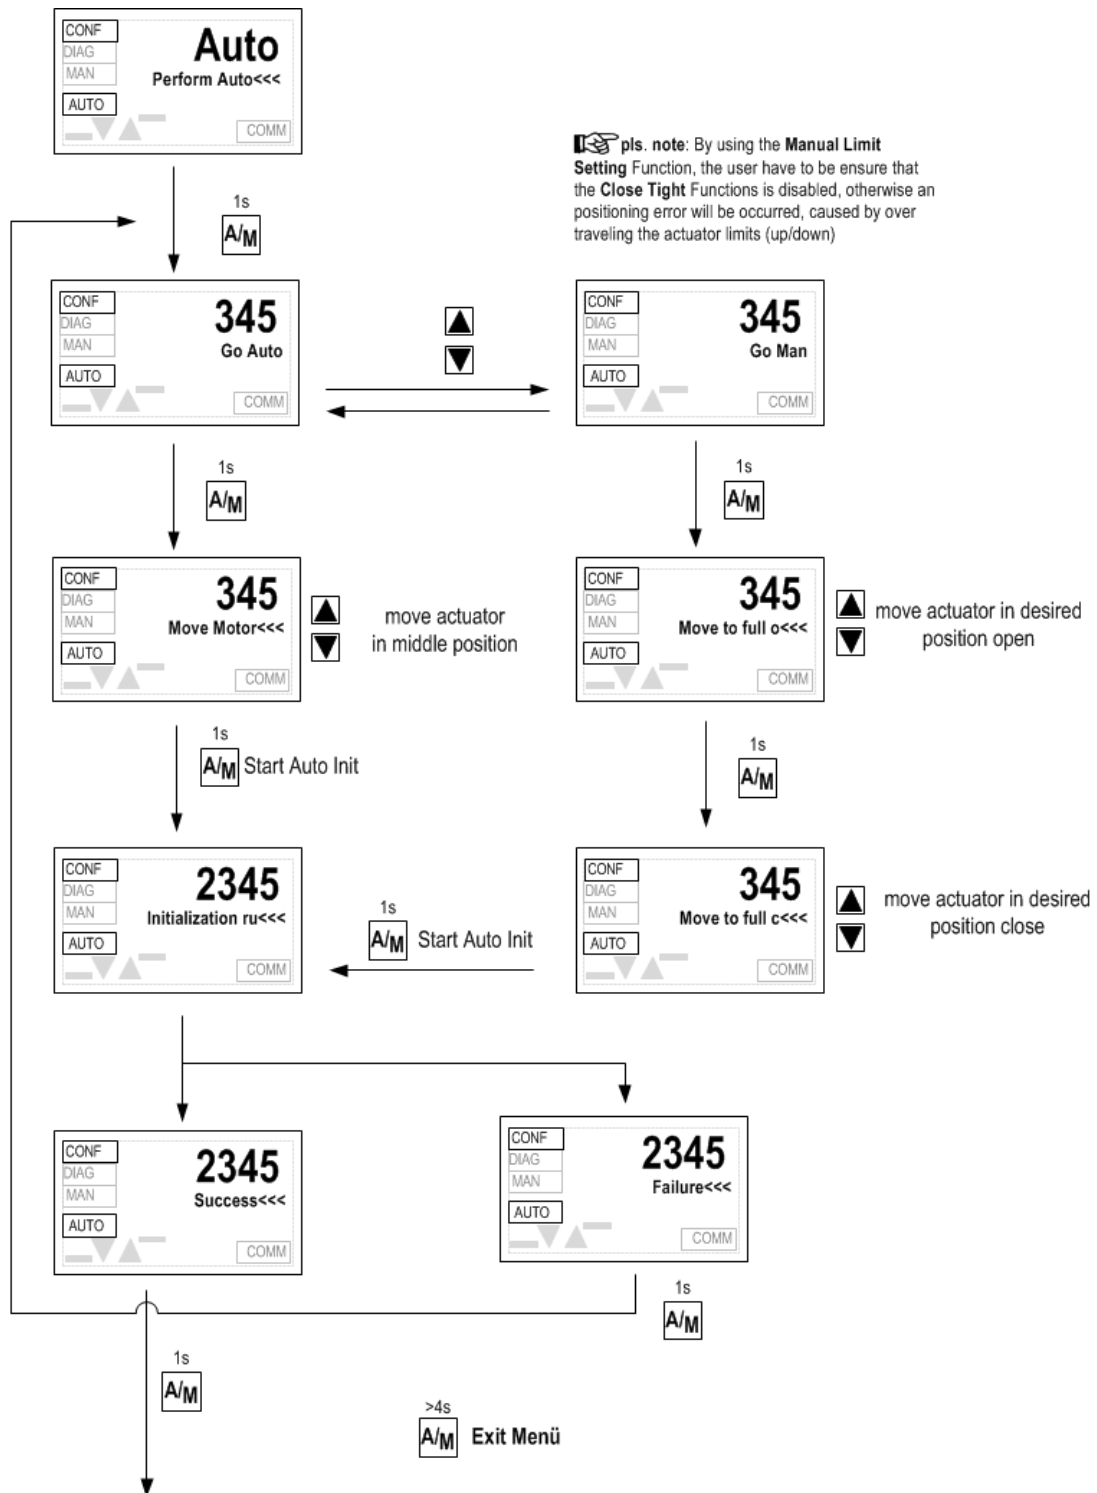 CONF
DIAG
MAN
AUTO
Auto
Perform Auto<<<
COMM
pls. note: By using the Manual Limit
Setting Function, the user have to be ensure that
the Close Tight Functions is disabled, otherwise an
positioning error will be occurred, caused by over
traveling the actuator limits (up/down)
1s
A/M
CONF
DIAG
MAN
AUTO
345
Go Auto
COMM
CONF
DIAG
MAN
AUTO
345
Go Man
COMM
1s
A/M
1s
A/M
CONF
DIAG
MAN
AUTO
345
Move Motor<<<
COMM
move actuator
in middle position
CONF
DIAG
MAN
AUTO
345
Move to full o<<<
COMM
move actuator in desired
position open
1s
A/M Start Auto Init
1s
A/M
CONF
DIAG
MAN
AUTO
2345
Initialization ru<<<
COMM
1s
A/M Start Auto Init
CONF
DIAG
MAN
AUTO
345
Move to full c<<<
COMM
move actuator in desired
position close
CONF
DIAG
MAN
AUTO
2345
Success<<<
COMM
CONF
DIAG
MAN
AUTO
2345
Failure<<<
COMM
1s
A/M
1s
A/M
>4s
A/M Exit Menü